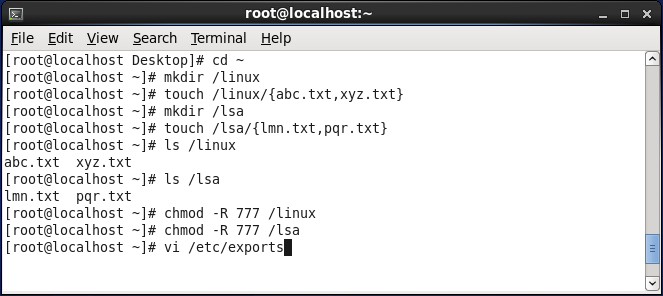 root@localhost:~
File Edit View Search Terminal Help
[root@localhost Desktop]# cd ~
[root@localhost ~]# mkdir /linux
[root@localhost ~]# touch /linux/{abc.txt,xyz.txt}
[root@localhost ~]# mkdir /lsa
[root@localhost ~]# touch /lsa/{lmn.txt,pqr.txt}
[root@localhost ~]# ls /linux
abc.txt  xyz.txt
[root@localhost ~]# ls /lsa
lmn.txt  pqr.txt
[root@localhost ~]# chmod -R 777 /linux
[root@localhost ~]# chmod -R 777 /lsa
[root@localhost ~]# vi /etc/exports